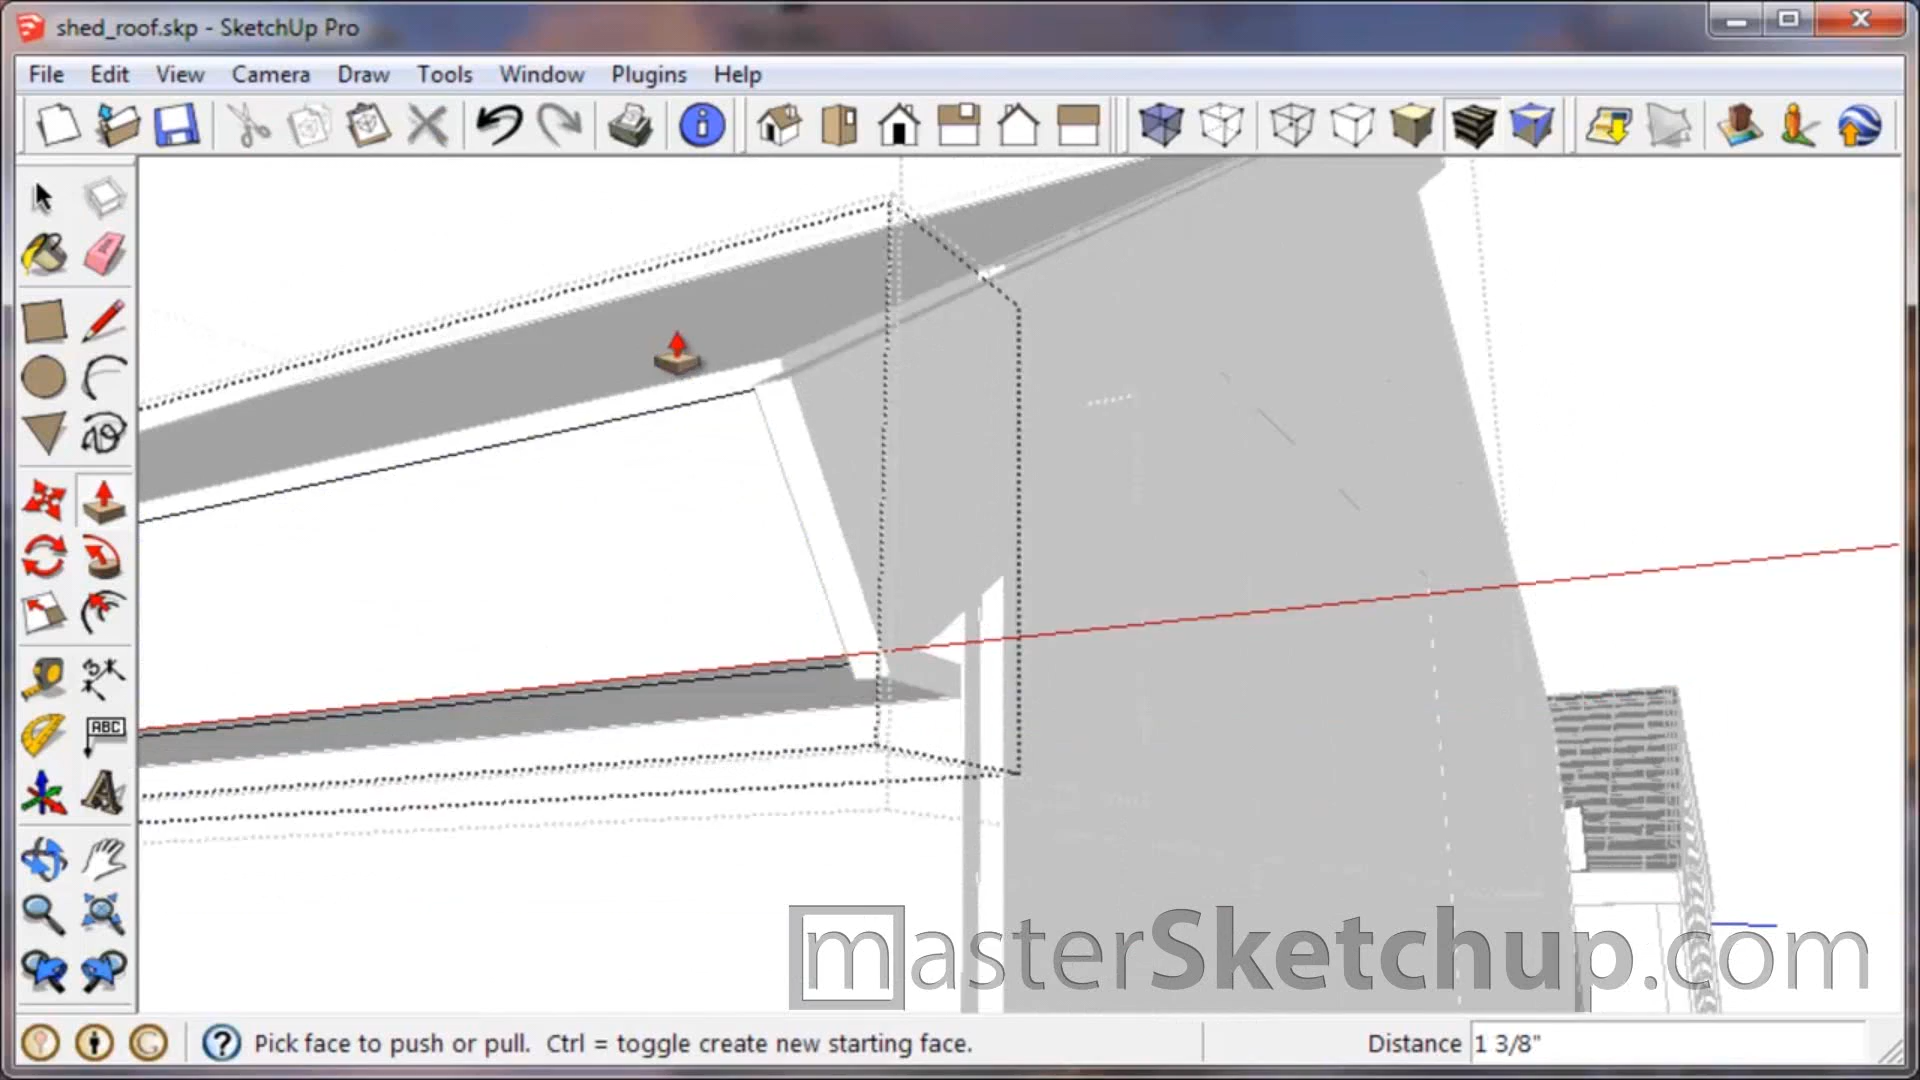 shed_roof.skp - SketchUp Pro
File Edit View Camera Draw Tools Window Plugins Help
ABC
masterSketchup.com
Pick face to push or pull. Ctrl = toggle create new starting face.
Distance 1 3/8"